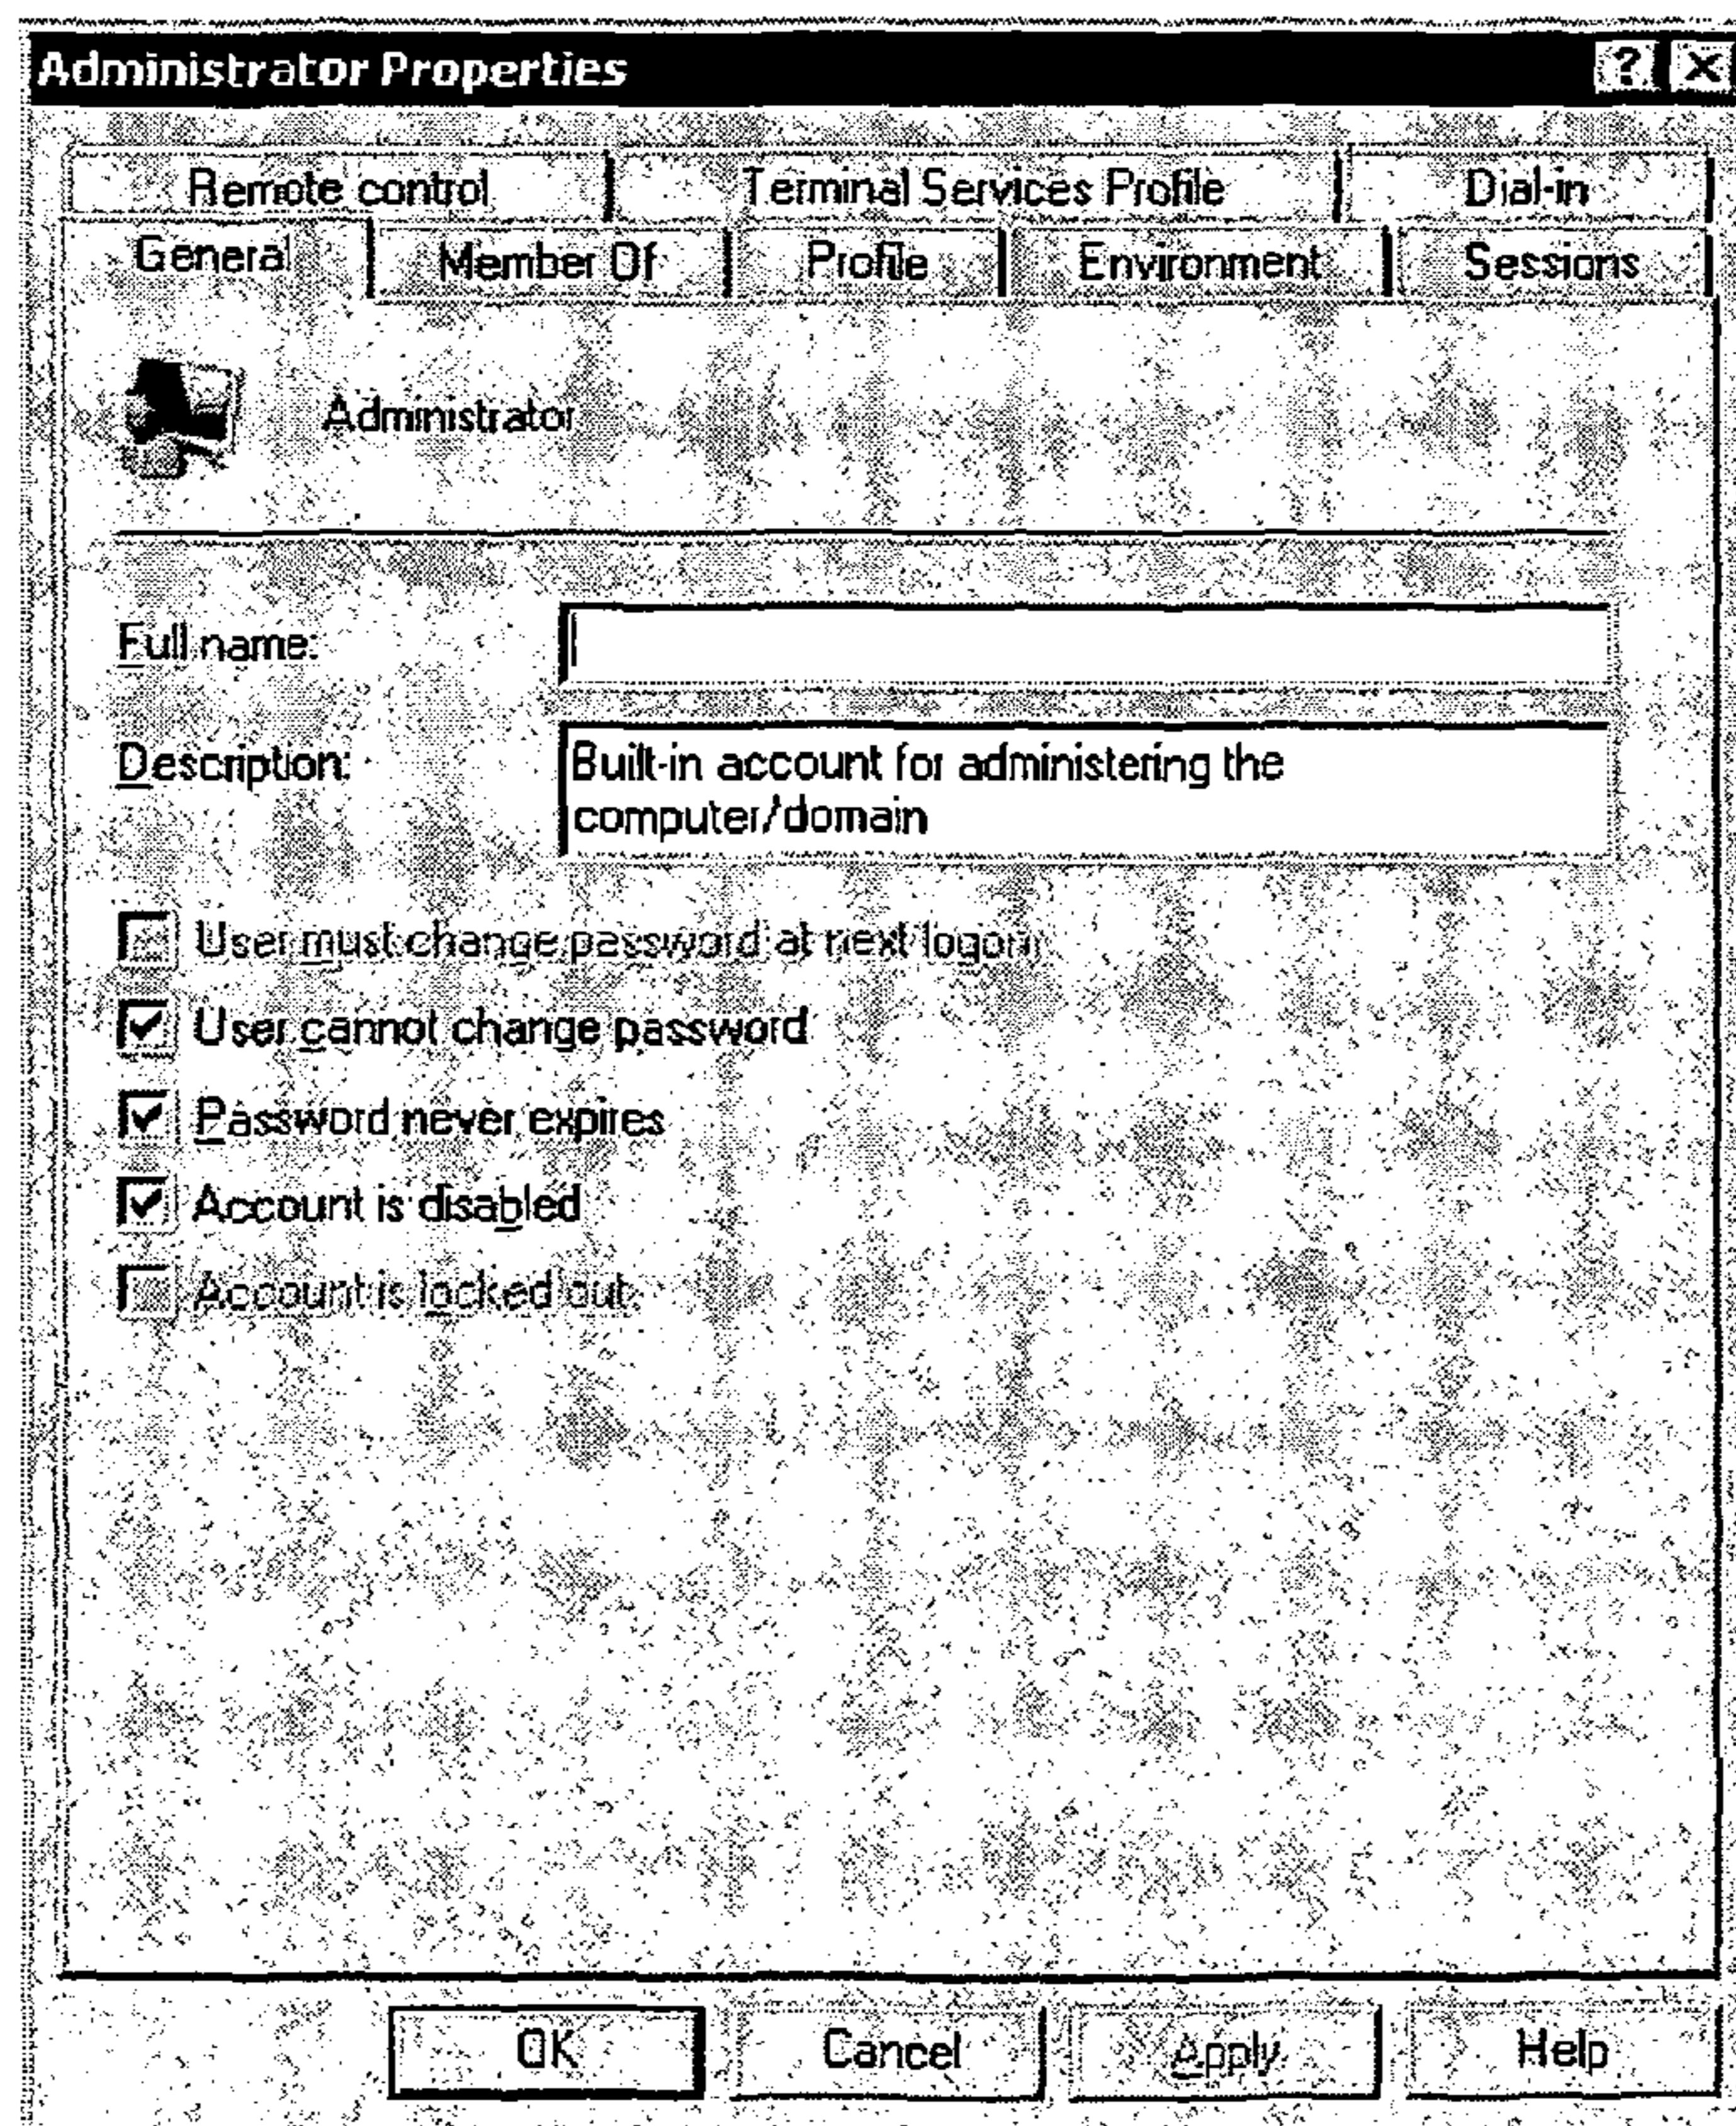 Administrator Properties
Remote control Terminal Services Profile Dial-in
General Member Of Profile Environment Sessions
Administrator
Full name:
Description: Built-in account for administering the
computer/domain
User must change password at next logon
User cannot change password
Password never expires
Account is disabled
Account is locked out
OK Cancel Apply Help